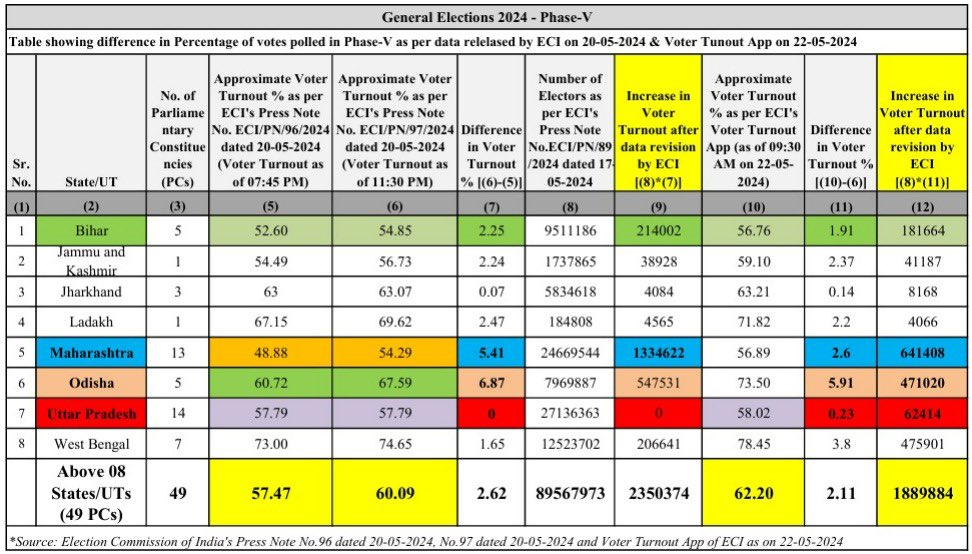 General Elections 2024 - Phase-V
Table showing difference in Percentage of votes polled in Phase-V as per data relelased by ECI on 20-05-2024 & Voter Tunout App on 22-05-2024
Sr. No. State/UT No. of Parliame ntary Constitue ncies (PCs) Approximate Voter Turnout % as per ECI's Press Note No. ECI/PN/96/2024 dated 20-05-2024 (Voter Turnout as of 07:45 PM) Approximate Voter Turnout % as per ECI's Press Note No. ECI/PN/97/2024 dated 20-05-2024 (Voter Turnout as of 11:30 PM) Difference in Voter Turnout % [(6)-(5)] Number of Electors as per ECI's Press Note No.ECI/PN/89 /2024 dated 17-05-2024 Increase in Voter Turnout after data revision by ECI [(8)*(7)] Approximate Voter Turnout % as per ECI's Voter Turnout App (as of 09:30 AM on 22-05-2024) Difference in Voter Turnout % [(10)-(6)] Increase in Voter Turnout after data revision by ECI [(8)*(11)]
(1) (2) (3) (5) (6) (7) (8) (9) (10) (11) (12)
1 Bihar 5 52.60 54.85 2.25 9511186 214002 56.76 1.91 181664
2 Jammu and Kashmir 1 54.49 56.73 2.24 1737865 38928 59.10 2.37 41187
3 Jharkhand 3 63 63.07 0.07 5834618 4084 63.21 0.14 8168
4 Ladakh 1 67.15 69.62 2.47 184808 4565 71.82 2.2 4066
5 Maharashtra 13 48.88 54.29 5.41 24669544 1334622 56.89 2.6 641408
6 Odisha 5 60.72 67.59 6.87 7969887 547531 73.50 5.91 471020
7 Uttar Pradesh 14 57.79 57.79 0 27136363 0 58.02 0.23 62414
8 West Bengal 7 73.00 74.65 1.65 12523702 206641 78.45 3.8 475901
Above 08 States/UTs (49 PCs) 49 57.47 60.09 2.62 89567973 2350374 62.20 2.11 1889884
*Source: Election Commission of India's Press Note No.96 dated 20-05-2024, No.97 dated 20-05-2024 and Voter Turnout App of ECI as on 22-05-2024